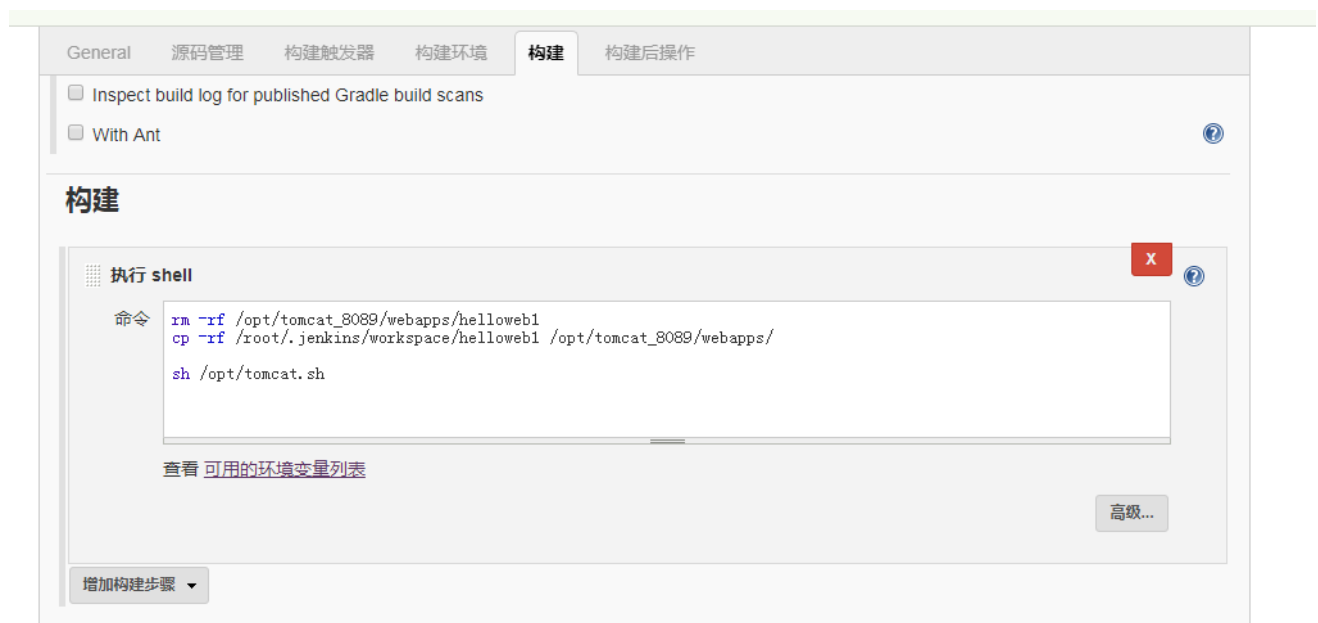 General 源码管理 构建触发器 构建环境 构建 构建后操作
Inspect build log for published Gradle build scans
With Ant
构建
X
执行 shell
命令
rm -rf /opt/tomcat_8089/webapps/helloweb1
cp -rf /root/.jenkins/workspace/helloweb1 /opt/tomcat_8089/webapps/
sh /opt/tomcat.sh
查看 可用的环境变量列表
高级...
增加构建步骤